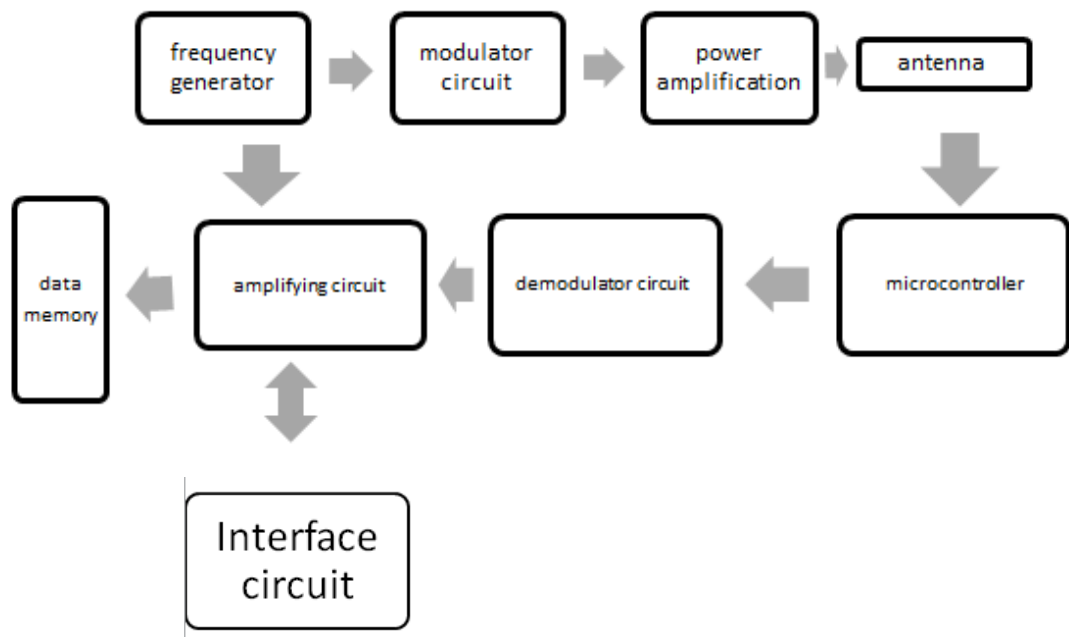 frequency
generator
modulator
circuit
power
amplification
antenna
data
memory
amplifying circuit
demodulator circuit
microcontroller
Interface
circuit